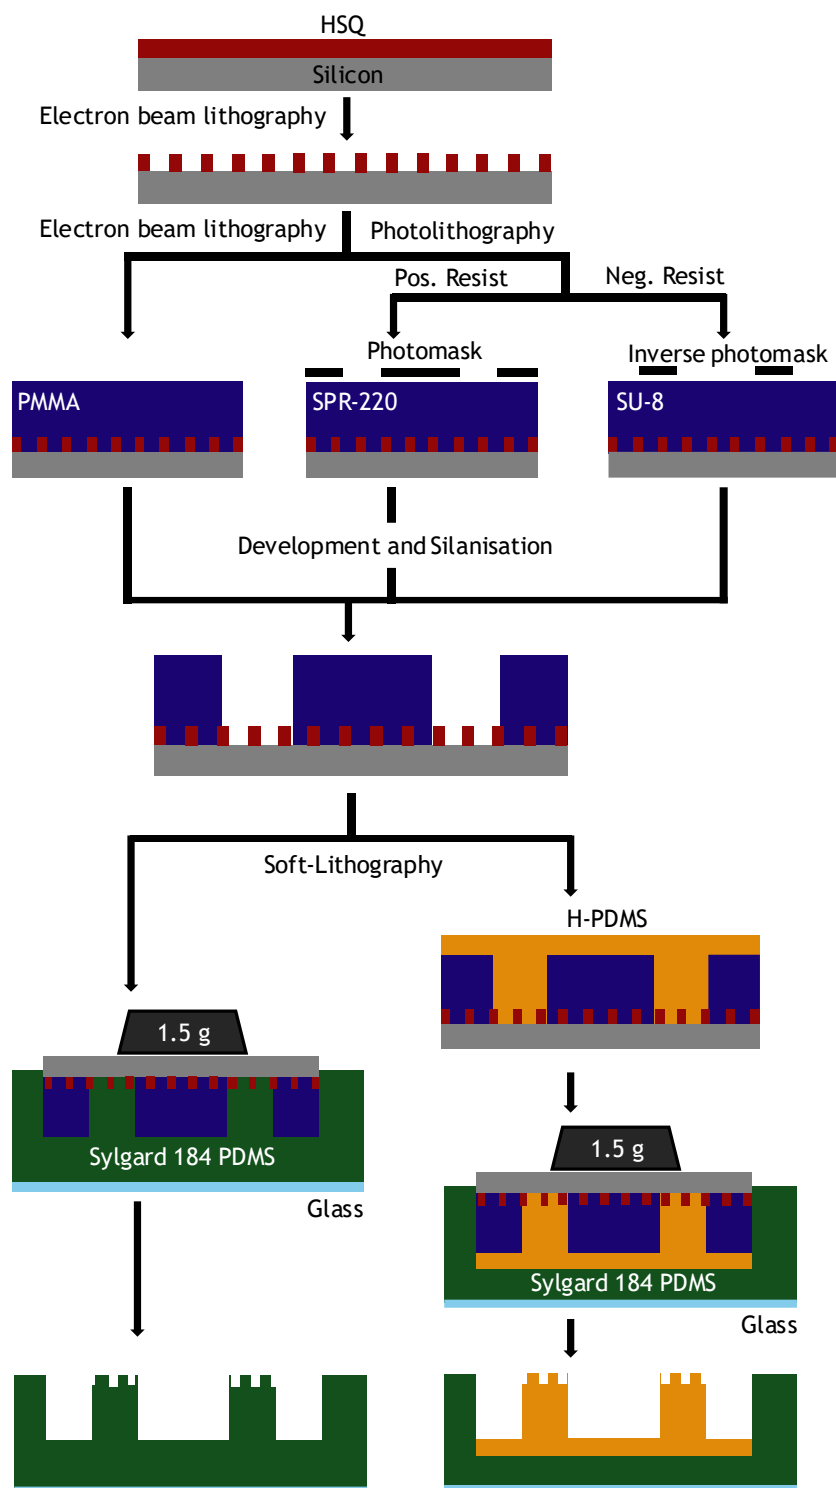 HSQ
Silicon
Electron beam lithography
Electron beam lithography
Photolithography
Pos. Resist
Neg. Resist
Photomask
Inverse photomask
PMMA
SPR-220
SU-8
Development and Silanisation
Soft-Lithography
H-PDMS
1.5 g
Sylgard 184 PDMS
Glass
1.5 g
Sylgard 184 PDMS
Glass